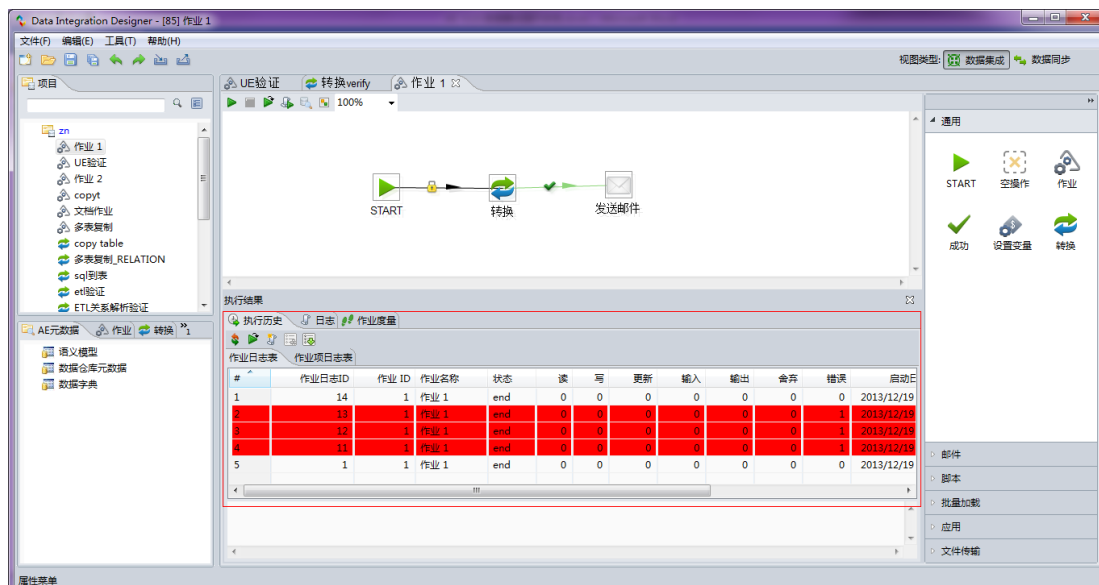 Data Integration Designer - [85] 作业 1
文件(F) 编辑(E) 工具(T) 帮助(H)
视图类型: 数据集成 数据同步
项目
zn
作业 1
UE验证
作业 2
copyt
文档作业
多表复制
copy table
多表复制_RELATION
sql到表
etl验证
ETL关系解析验证
AE元数据 作业 转换 »1
语义模型
数据仓库元数据
数据字典
UE验证 转换verify 作业 1
100%
START
转换
发送邮件
执行结果
执行历史 日志 作业度量
作业日志表 作业项日志表
# 作业日志ID 作业 ID 作业名称 状态 读 写 更新 输入 输出 舍弃 错误 启动日
1 14 1 作业 1 end 0 0 0 0 0 0 0 2013/12/19
2 13 1 作业 1 end 0 0 0 0 0 0 1 2013/12/19
3 12 1 作业 1 end 0 0 0 0 0 0 1 2013/12/19
4 11 1 作业 1 end 0 0 0 0 0 0 1 2013/12/19
5 1 1 作业 1 end 0 0 0 0 0 0 0 2013/12/19
通用
START 空操作 作业
成功 设置变量 转换
邮件
脚本
批量加载
应用
文件传输
属性菜单